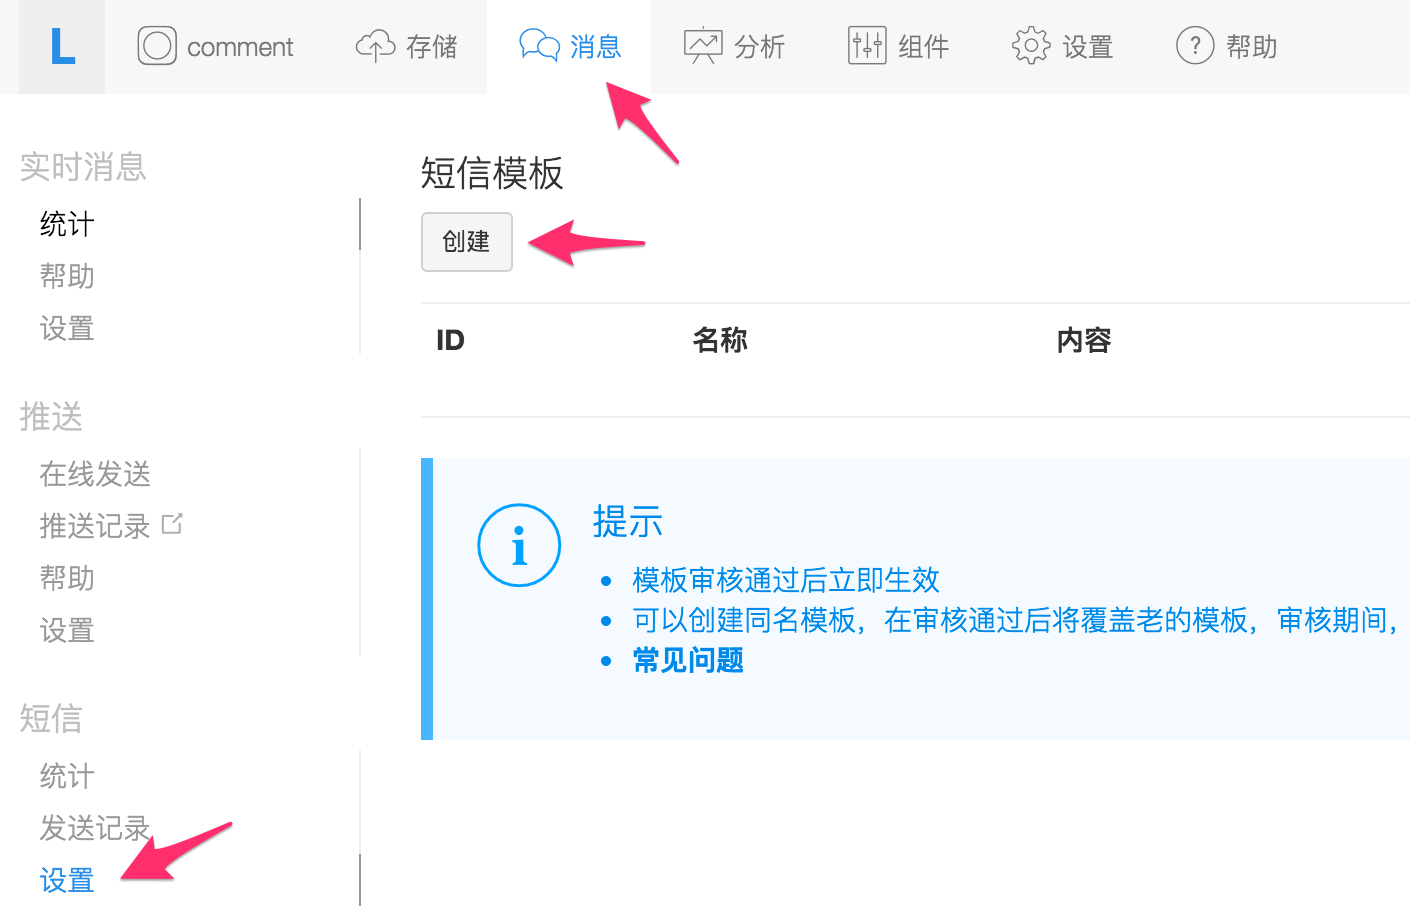 L comment 存储 消息 分析 组件 设置 ? 帮助
实时消息
统计
帮助
设置
推送
在线发送
推送记录
帮助
设置
短信
统计
发送记录
设置
短信模板
创建
ID 名称 内容
i
提示
模板审核通过后立即生效
可以创建同名模板，在审核通过后将覆盖老的模板，审核期间，
常见问题